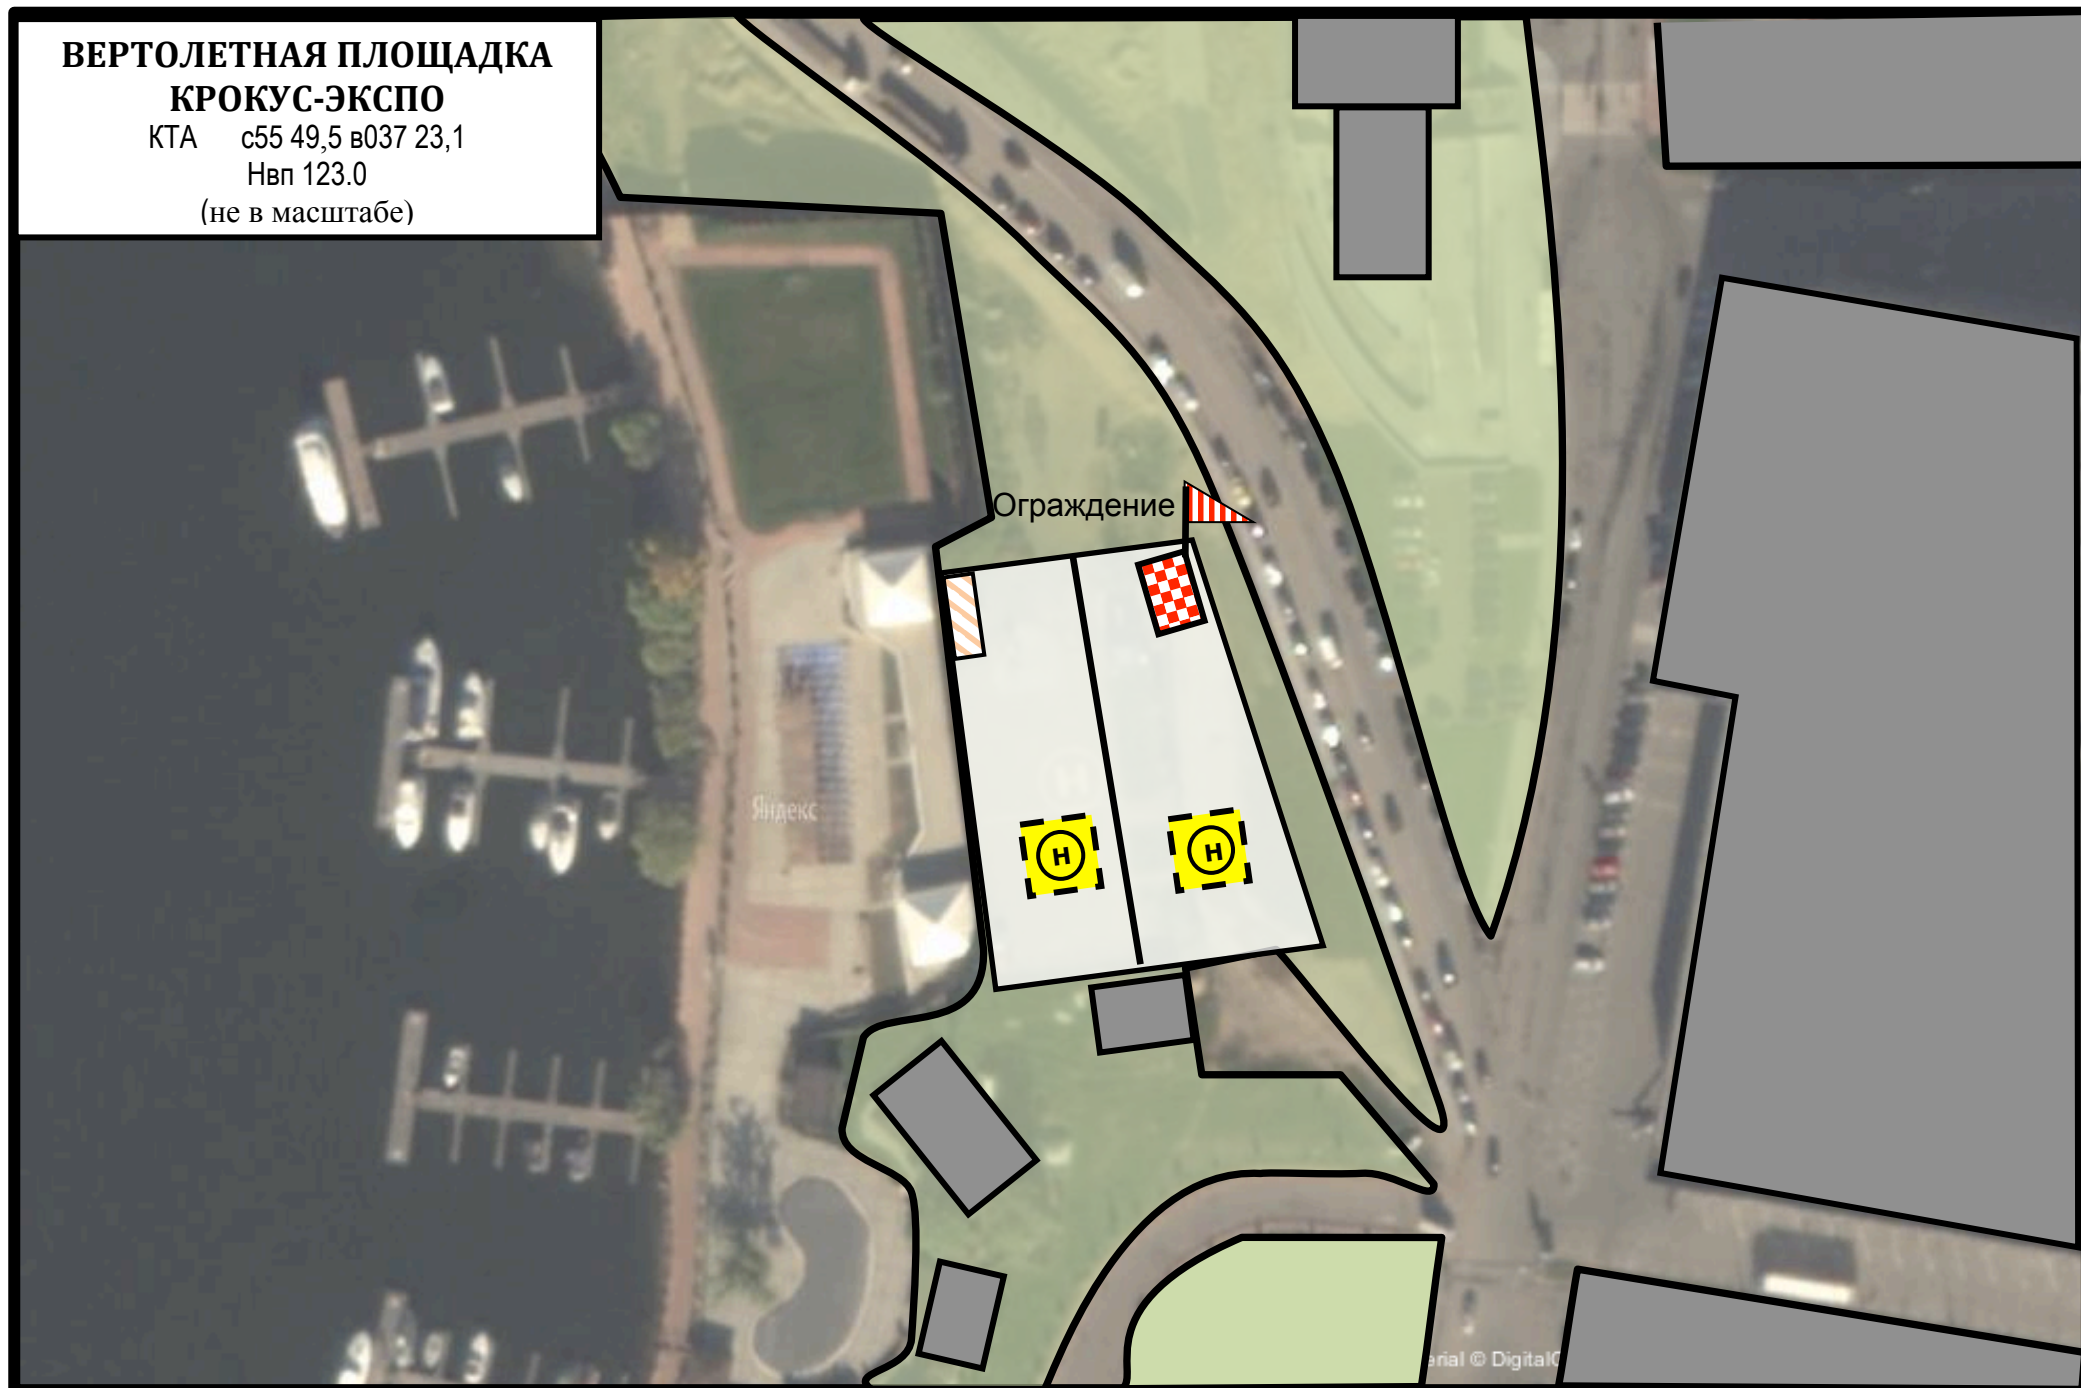 ВЕРТОЛЕТНАЯ ПЛОЩАДКА
КРОКУС-ЭКСПО
КТА с55 49,5 в037 23,1
Нвп 123.0
(не в масштабе)
Ограждение
Яндекс
H
H
erial © DigitalG